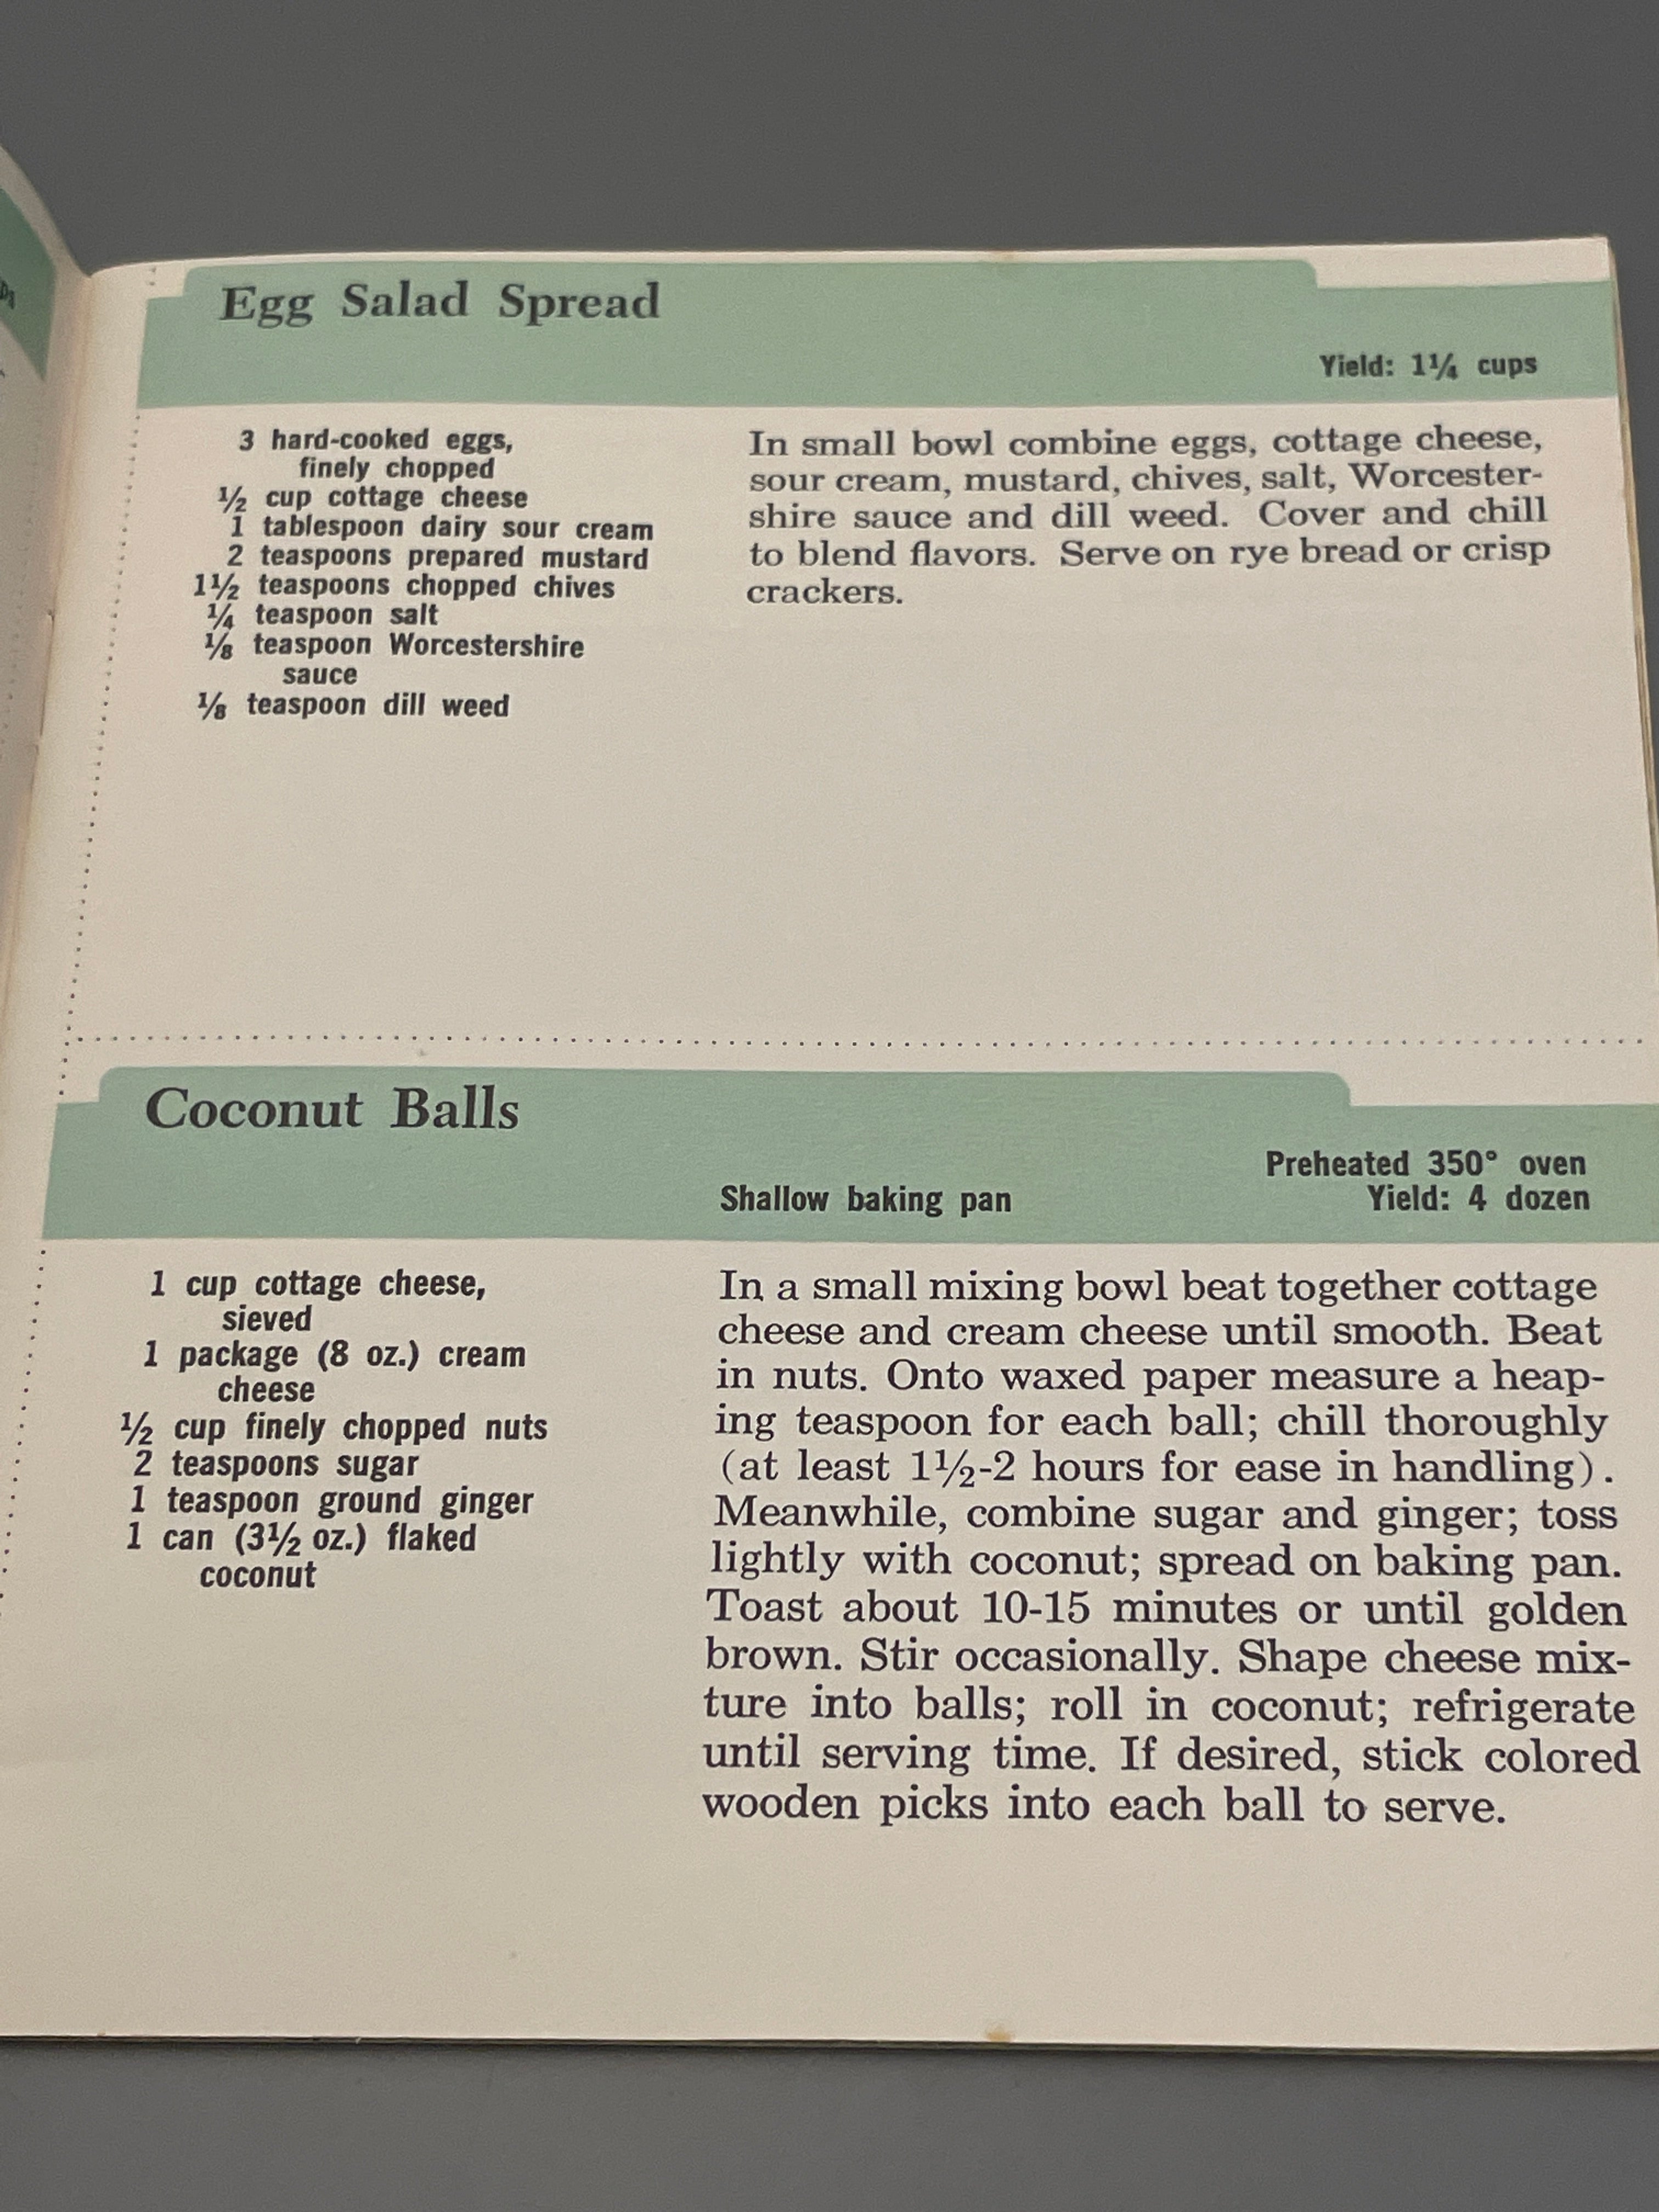 Egg Salad Spread
Yield: 1¼ cups
3 hard-cooked eggs,
finely chopped
½ cup cottage cheese
1 tablespoon dairy sour cream
2 teaspoons prepared mustard
1½ teaspoons chopped chives
¼ teaspoon salt
⅛ teaspoon Worcestershire
sauce
⅛ teaspoon dill weed
In small bowl combine eggs, cottage cheese,
sour cream, mustard, chives, salt, Worcester-
shire sauce and dill weed. Cover and chill
to blend flavors. Serve on rye bread or crisp
crackers.
Coconut Balls
Preheated 350° oven
Shallow baking pan
Yield: 4 dozen
1 cup cottage cheese,
sieved
1 package (8 oz.) cream
cheese
½ cup finely chopped nuts
2 teaspoons sugar
1 teaspoon ground ginger
1 can (3½ oz.) flaked
coconut
In a small mixing bowl beat together cottage
cheese and cream cheese until smooth. Beat
in nuts. Onto waxed paper measure a heap-
ing teaspoon for each ball; chill thoroughly
(at least 1½-2 hours for ease in handling).
Meanwhile, combine sugar and ginger; toss
lightly with coconut; spread on baking pan.
Toast about 10-15 minutes or until golden
brown. Stir occasionally. Shape cheese mix-
ture into balls; roll in coconut; refrigerate
until serving time. If desired, stick colored
wooden picks into each ball to serve.